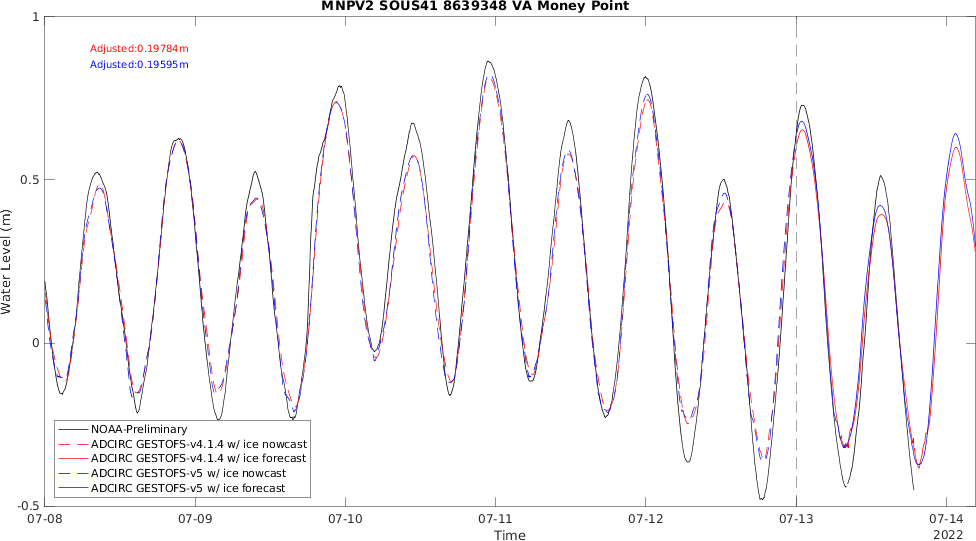 MNPV2 SOUS41 8639348 VA Money Point
1
Adjusted:0.19784m
Adjusted:0.19595m
0.5
Water Level (m)
0
NOAA-Preliminary
ADCIRC GESTOFS-v4.1.4 w/ ice nowcast
ADCIRC GESTOFS-v4.1.4 w/ ice forecast
ADCIRC GESTOFS-v5 w/ ice nowcast
ADCIRC GESTOFS-v5 w/ ice forecast
-0.5
07-08 07-09 07-10 07-11 07-12 07-13 07-14
Time
2022